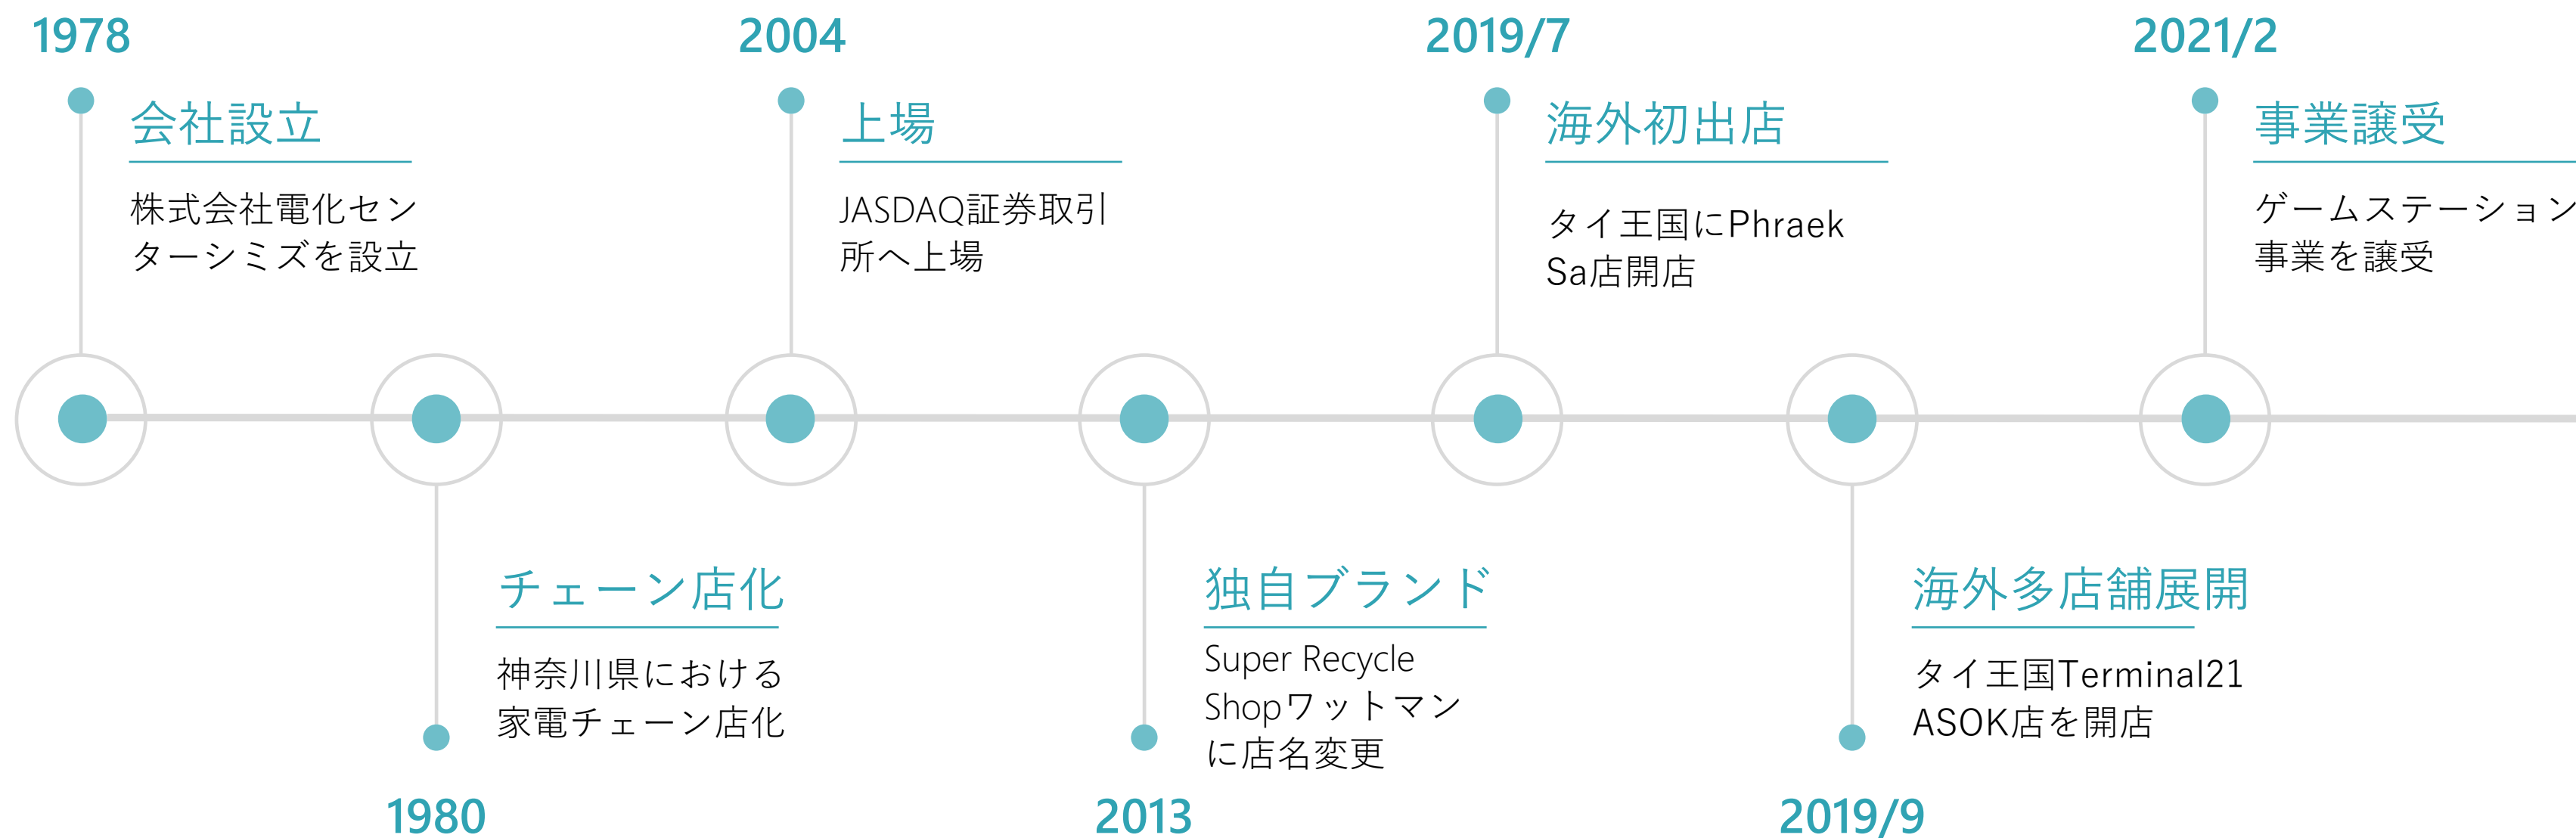 1978
会社設立
株式会社電化セン
ターシミズを設立
1980
チェーン店化
神奈川県における
家電チェーン店化
2004
上場
JASDAQ証券取引
所へ上場
2013
独自ブランド
Super Recycle
Shopワットマン
に店名変更
2019/7
海外初出店
タイ王国にPhraek
Sa店開店
2019/9
海外多店舗展開
タイ王国Terminal21
ASOK店を開店
2021/2
事業譲受
ゲームステーション
事業を譲受